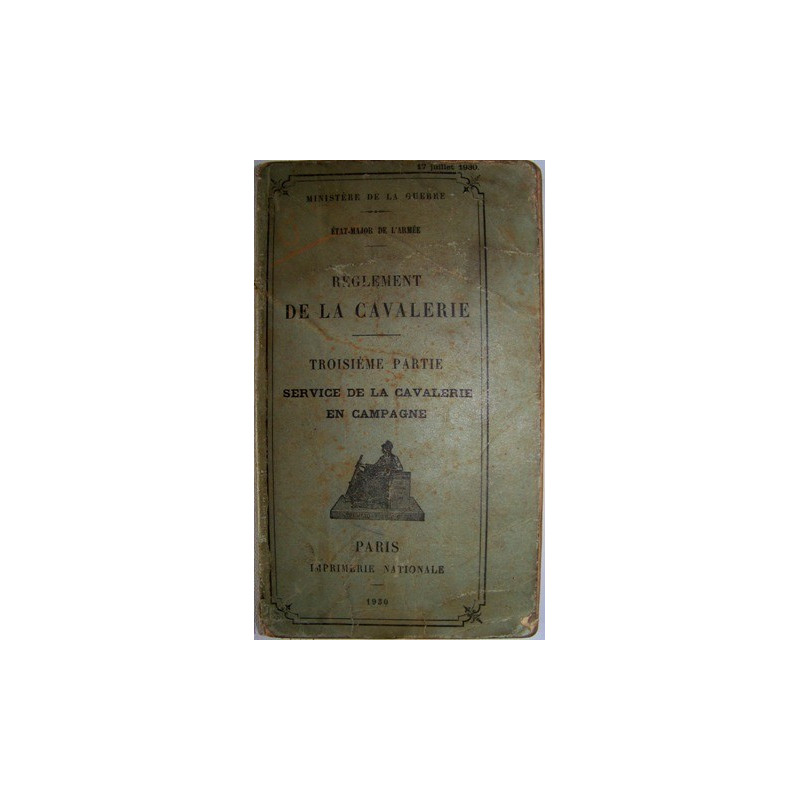 17 juillet 1930.
MINISTÈRE DE LA GUERRE
ÉTAT-MAJOR DE L'ARMÉE
RÈGLEMENT
DE LA CAVALERIE
TROISIÈME PARTIE
SERVICE DE LA CAVALERIE
EN CAMPAGNE
PARIS
IMPRIMERIE NATIONALE
1930